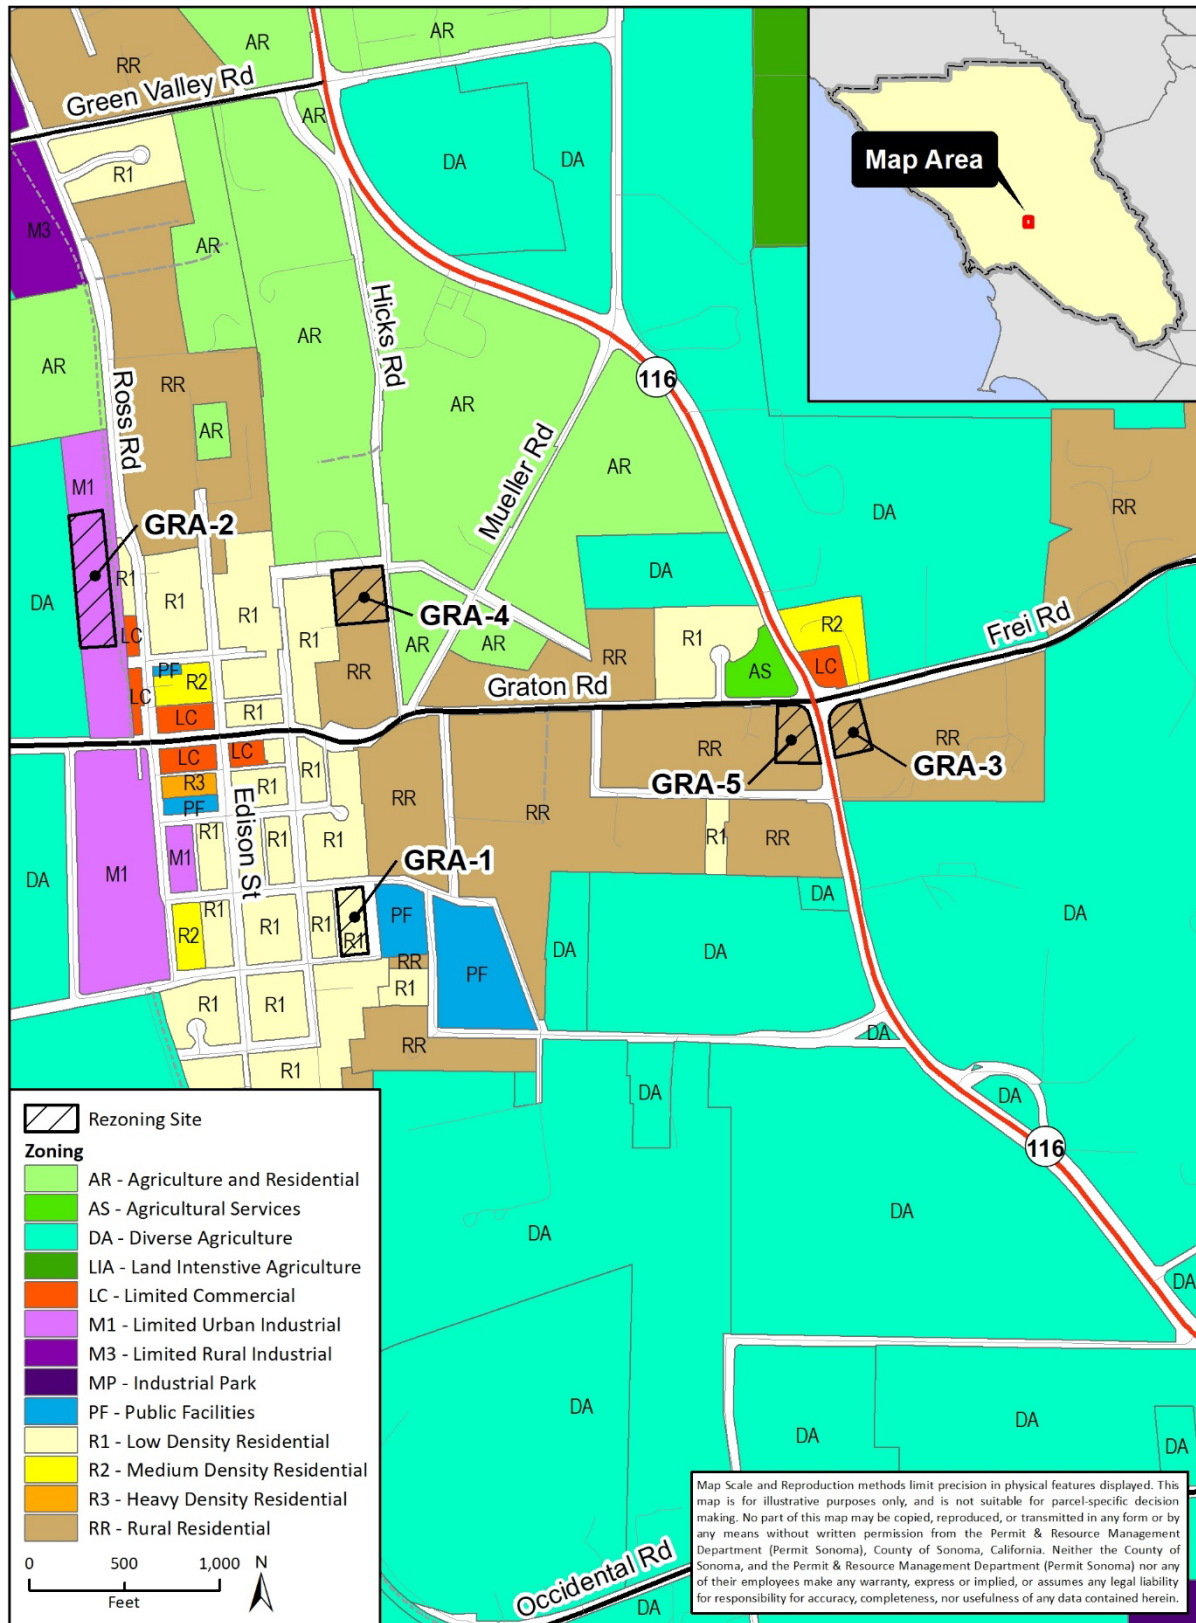 AR
AR
RR
Green Valley Rd
AR
DA
DA
R1
M3
AR
Map Area
Hicks Rd
AR
AR
RR
Ross Rd
116
AR
AR
Mueller Rd
AR
M1
DA
RR
GRA-2
DA
R1
R1
R1
DA
GRA-4
R1
AR
AR
RR
R1
R2
Frei Rd
LC
PF
R2
RR
AS
LC
LC
Graton Rd
LC
R1
RR
RR
LC
LC
GRA-5
GRA-3
R3
R1
R1
RR
RR
PF
Edison St
R1
R1
R1
R1
RR
M1
DA
M1
GRA-1
DA
DA
R1
R2
R1
R1
R1
PF
DA
DA
RR
PF
R1
R1
R1
DA
RR
R1
DA
DA
116
DA
DA
DA
DA
DA
DA
DA
Occidental Rd
DA
Rezoning Site
Zoning
AR - Agriculture and Residential
AS - Agricultural Services
DA - Diverse Agriculture
LIA - Land Intenstive Agriculture
LC - Limited Commercial
M1 - Limited Urban Industrial
M3 - Limited Rural Industrial
MP - Industrial Park
PF - Public Facilities
R1 - Low Density Residential
R2 - Medium Density Residential
R3 - Heavy Density Residential
RR - Rural Residential
0 500 1,000
Feet
N
Map Scale and Reproduction methods limit precision in physical features displayed. This
map is for illustrative purposes only, and is not suitable for parcel-specific decision
making. No part of this map may be copied, reproduced, or transmitted in any form or by
any means without written permission from the Permit & Resource Management
Department (Permit Sonoma), County of Sonoma, California. Neither the County of
Sonoma, and the Permit & Resource Management Department (Permit Sonoma) nor any
of their employees make any warranty, express or implied, or assumes any legal liability
for responsibility for accuracy, completeness, nor usefulness of any data contained herein.